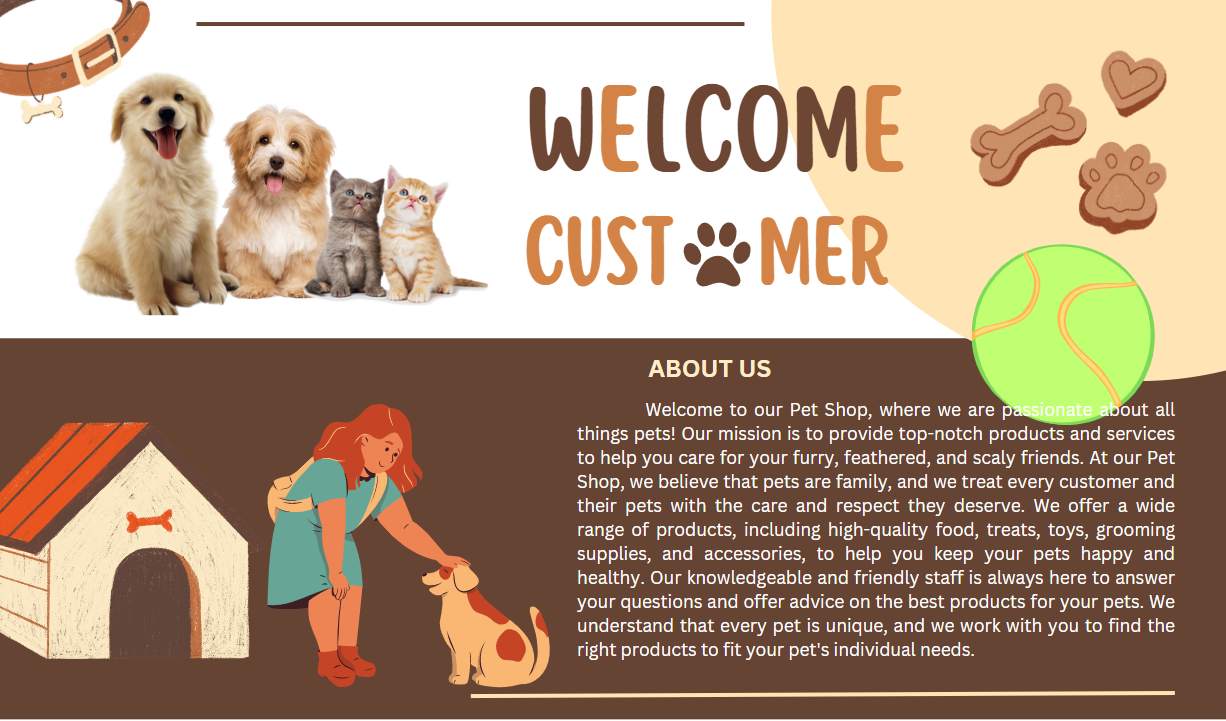 WELCOME
CUST MER
ABOUT US
Welcome to our Pet Shop, where we are passionate about all
things pets! Our mission is to provide top-notch products and services
to help you care for your furry, feathered, and scaly friends. At our Pet
Shop, we believe that pets are family, and we treat every customer and
their pets with the care and respect they deserve. We offer a wide
range of products, including high-quality food, treats, toys, grooming
supplies, and accessories, to help you keep your pets happy and
healthy. Our knowledgeable and friendly staff is always here to answer
your questions and offer advice on the best products for your pets. We
understand that every pet is unique, and we work with you to find the
right products to fit your pet's individual needs.